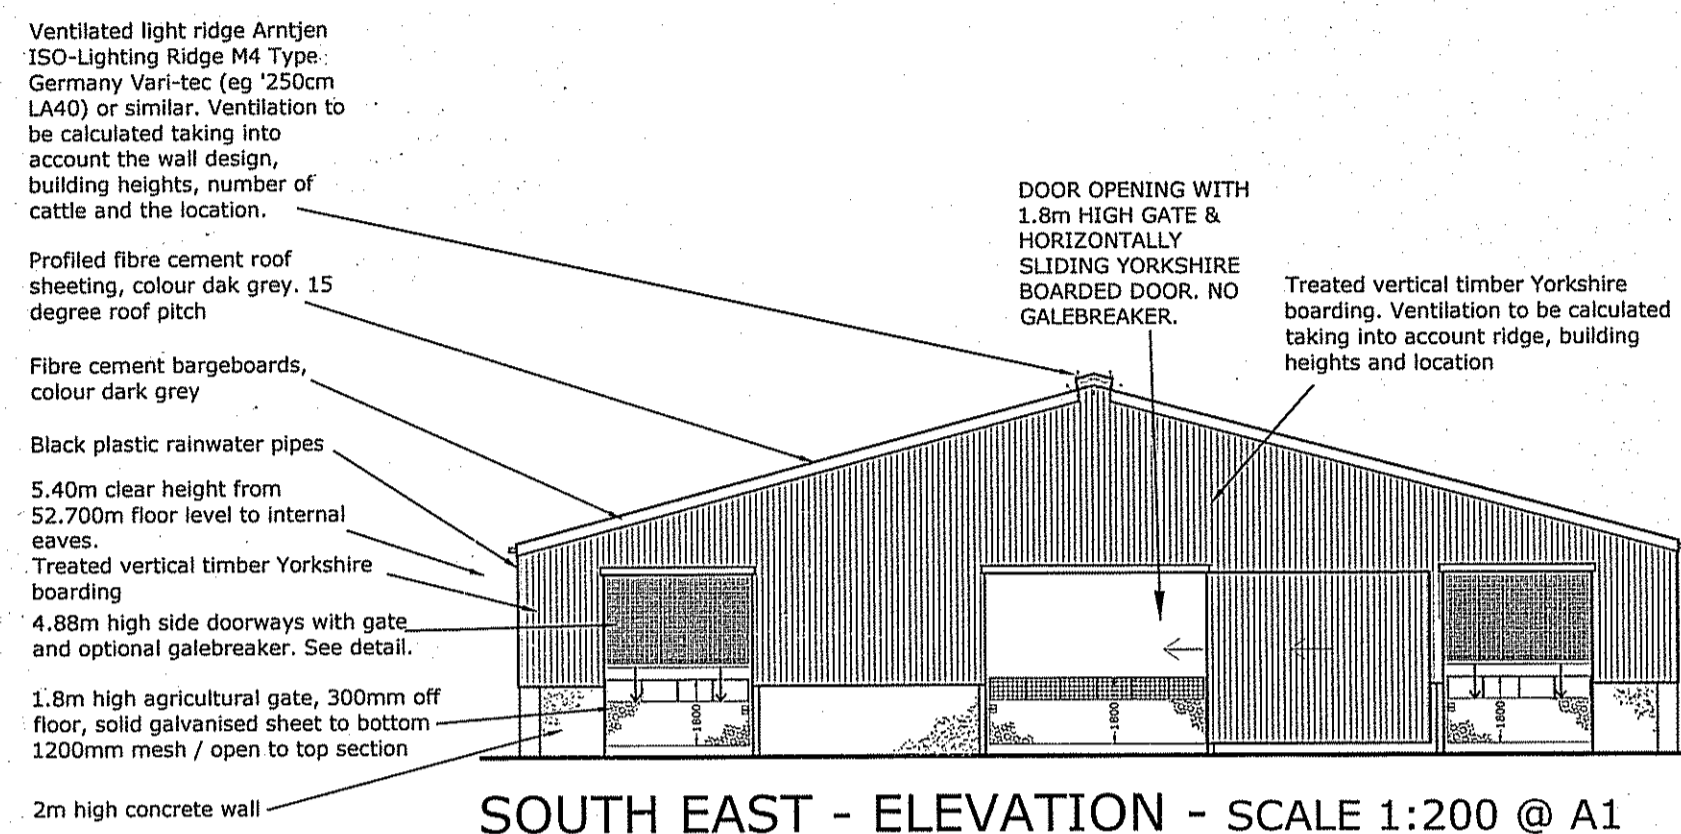 Ventilated light ridge Arntjen
ISO-Lighting Ridge M4 Type
Germany Vari-tec (eg '250cm
LA40) or similar. Ventilation to
be calculated taking into
account the wall design,
building heights, number of
cattle and the location.
Profiled fibre cement roof
sheeting, colour dak grey. 15
degree roof pitch
Fibre cement bargeboards,
colour dark grey
Black plastic rainwater pipes
5.40m clear height from
52.700m floor level to internal
eaves.
Treated vertical timber Yorkshire
boarding
4.88m high side doorways with gate
and optional galebreaker. See detail.
1.8m high agricultural gate, 300mm off
floor, solid galvanised sheet to bottom
1200mm mesh / open to top section
2m high concrete wall
DOOR OPENING WITH
1.8m HIGH GATE &
HORIZONTALLY
SLIDING YORKSHIRE
BOARDED DOOR. NO
GALEBREAKER.
Treated vertical timber Yorkshire
boarding. Ventilation to be calculated
taking into account ridge, building
heights and location
1800
1800
1800
SOUTH EAST - ELEVATION - SCALE 1:200 @ A1